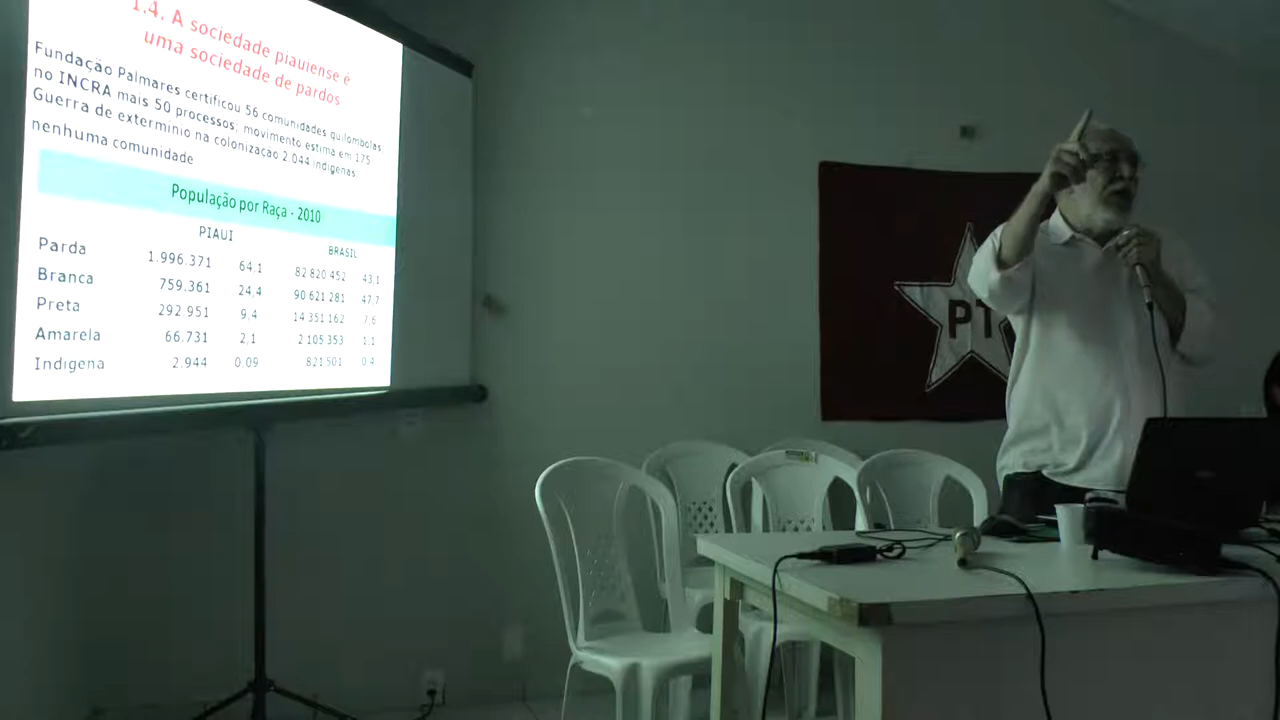 1.4. A sociedade piauiense é
uma sociedade de pardos
Fundação Palmares certificou 56 comunidades quilombolas
no INCRA mais 50 processos; movimento estima em 175
Guerra de extermínio na colonização 2.044 indígenas
nenhuma comunidade
População por Raça - 2010
PIAUI BRASIL
Parda 1.996.371 64.1 82 820 452 43,1
Branca 759.361 24,4 90 621 281 47,7
Preta 292.951 9,4 14 351 162 7,6
Amarela 66.731 2,1 2 105 353 1,1
Indígena 2.944 0.09 821 501 0,4
PT